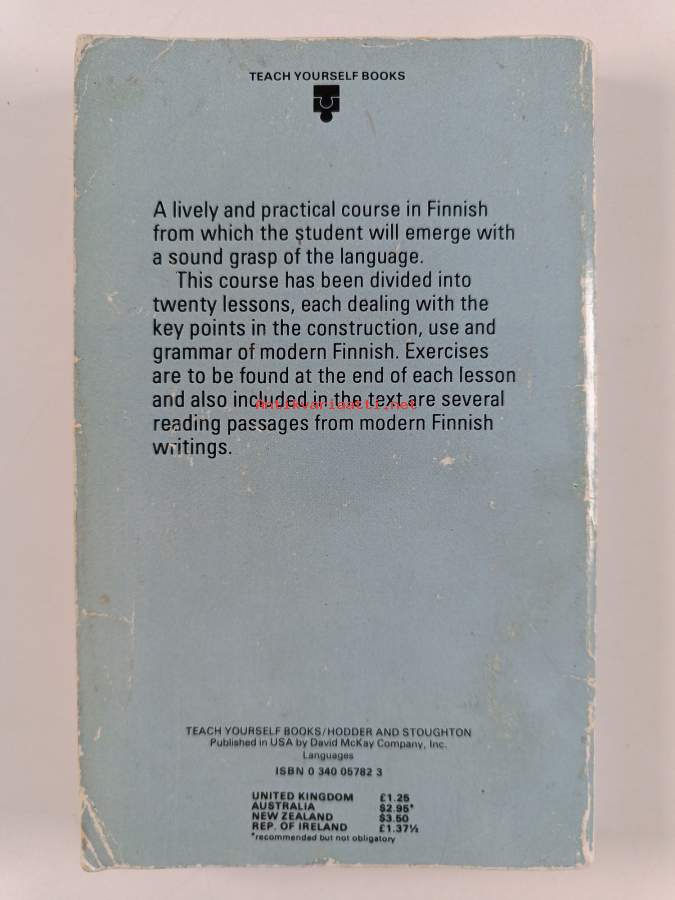 TEACH YOURSELF BOOKS
A lively and practical course in Finnish
from which the student will emerge with
a sound grasp of the language.
This course has been divided into
twenty lessons, each dealing with the
key points in the construction, use and
grammar of modern Finnish. Exercises
are to be found at the end of each lesson
and also included in the text are several
Antikvariaatti.net
reading passages from modern Finnish
writings.
TEACH YOURSELF BOOKS/HODDER AND STOUGHTON
Published in USA by David McKay Company, Inc.
Languages
ISBN 0 340 05782 3
UNITED KINGDOM £1.25
AUSTRALIA $2.95*
NEW ZEALAND $3.50
REP. OF IRELAND £1.37½
*recommended but not obligatory